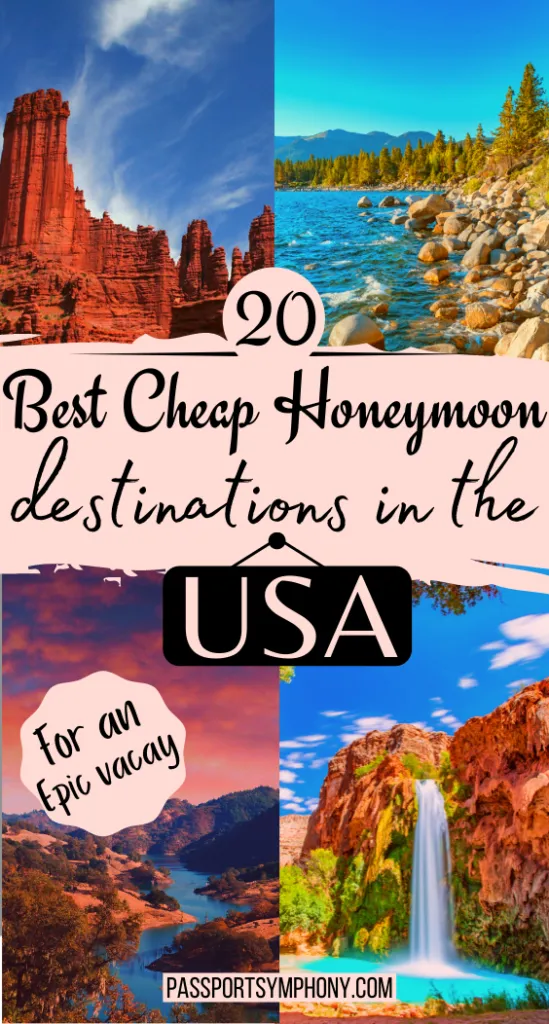 20
Best Cheap Honeymoon
destinations in the
USA
For an
Epic vacay
PASSPORTSYMPHONY.COM